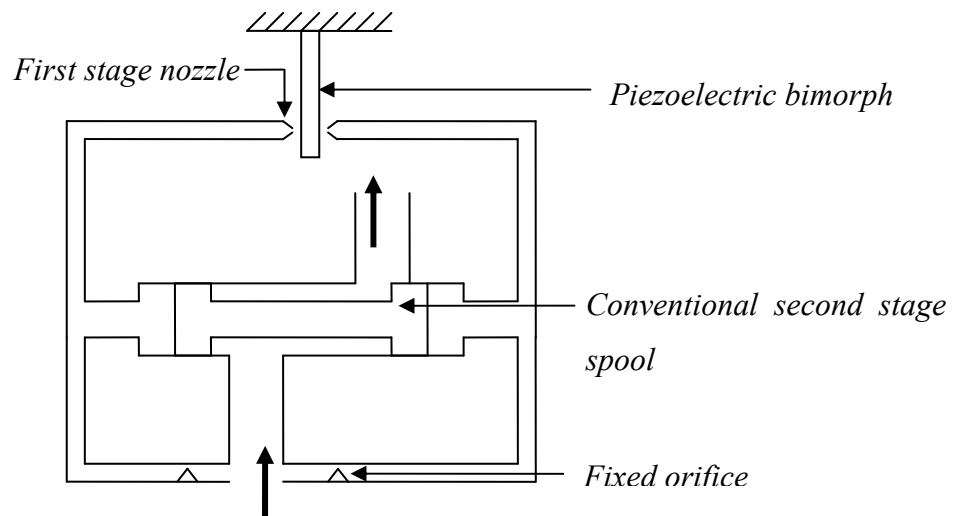 First stage nozzle
Piezoelectric bimorph
Conventional second stage
spool
Fixed orifice